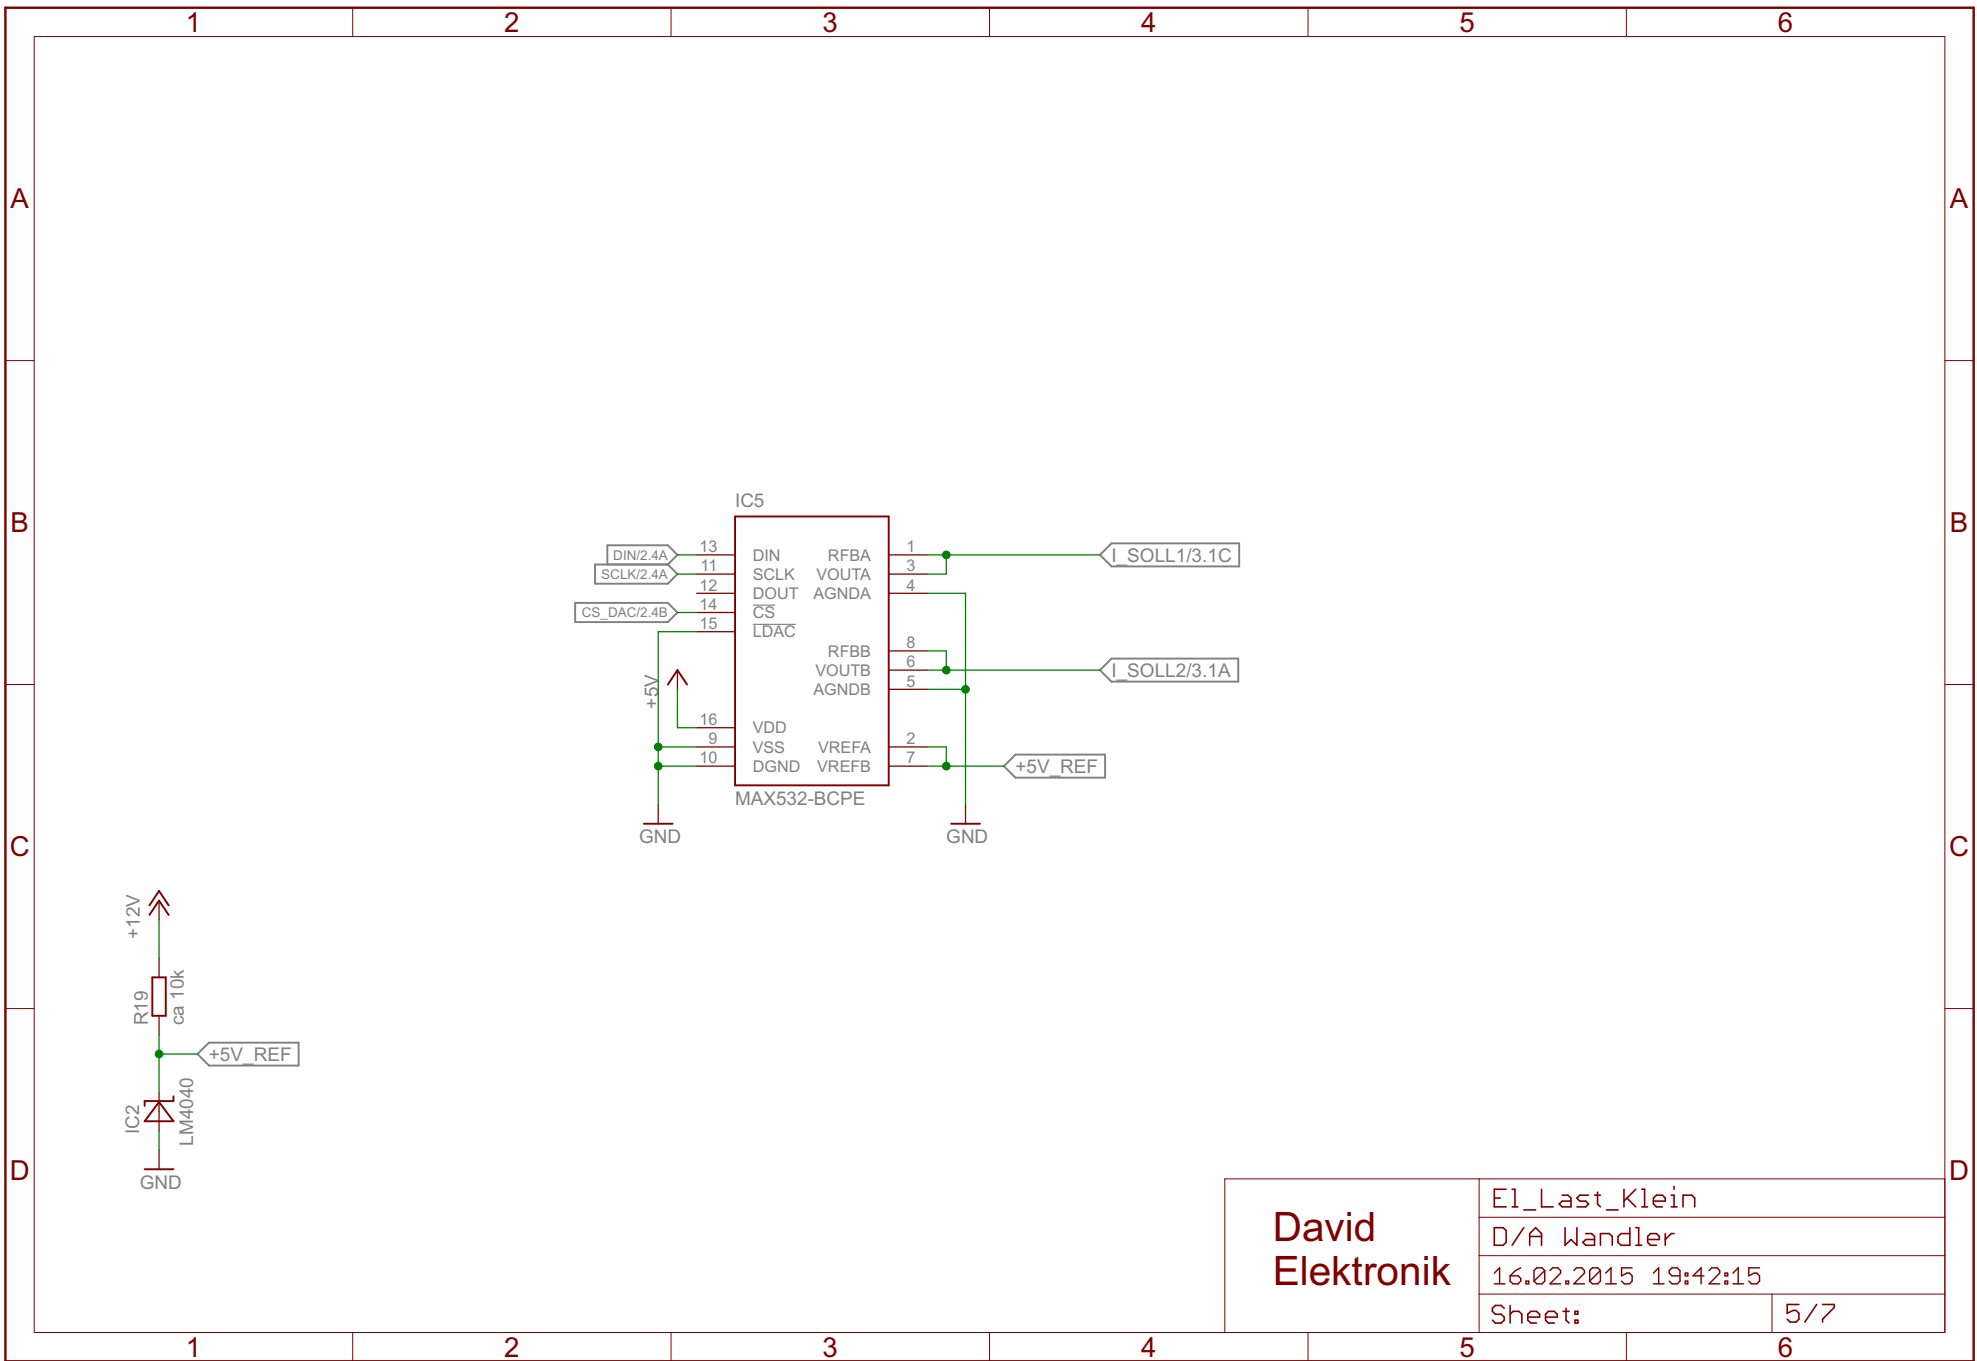 1 2 3 4 5 6
A A
B B
C C
D D
IC5
DIN/2.4A 13 DIN RFBA 1 I_SOLL1/3.1C
SCLK/2.4A 11 SCLK VOUTA 3
12 DOUT AGNDA 4
CS_DAC/2.4B 14 CS
15 LDAC
RFBB 8
VOUTB 6 I_SOLL2/3.1A
+5V AGNDB 5
16 VDD
9 VSS VREFA 2
10 DGND VREFB 7 +5V_REF
MAX532-BCPE
GND GND
+12V
R19 ca 10k
+5V_REF
IC2 LM4040
GND
David
Elektronik
El_Last_Klein
D/A Wandler
16.02.2015 19:42:15
Sheet: 5/7
1 2 3 4 5 6